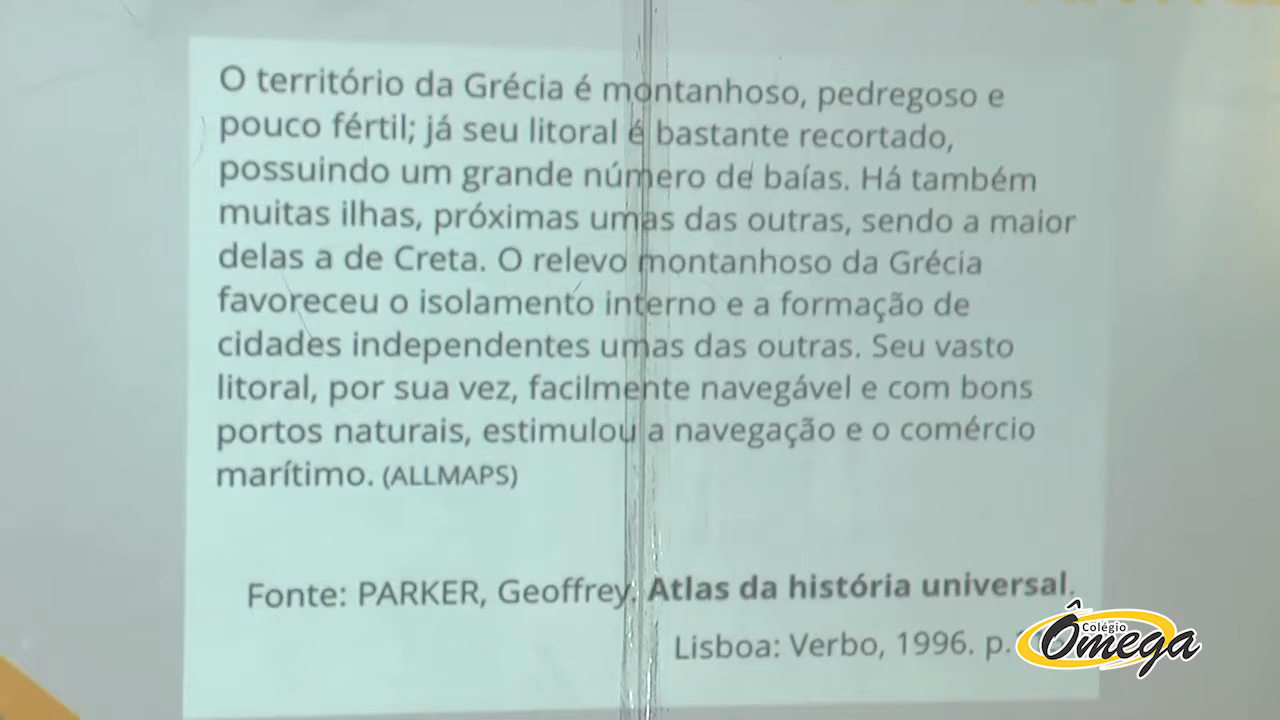 O território da Grécia é montanhoso, pedregoso e
pouco fértil; já seu litoral é bastante recortado,
possuindo um grande número de baías. Há também
muitas ilhas, próximas umas das outras, sendo a maior
delas a de Creta. O relevo montanhoso da Grécia
favoreceu o isolamento interno e a formação de
cidades independentes umas das outras. Seu vasto
litoral, por sua vez, facilmente navegável e com bons
portos naturais, estimulou a navegação e o comércio
marítimo. (ALLMAPS)
Fonte: PARKER, Geoffrey. Atlas da história universal.
Lisboa: Verbo, 1996. p.
Colégio
Ômega